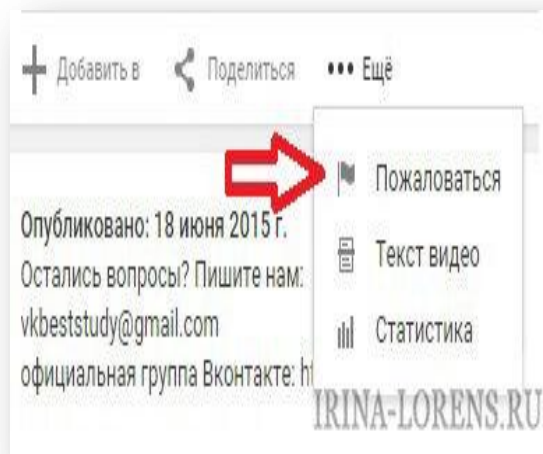 Добавить в Поделиться ••• Ещё
Пожаловаться
Текст видео
Статистика
Опубликовано: 18 июня 2015 г.
Остались вопросы? Пишите нам:
vkbeststudy@gmail.com
официальная группа Вконтакте:
IRINA-LORENS.RU